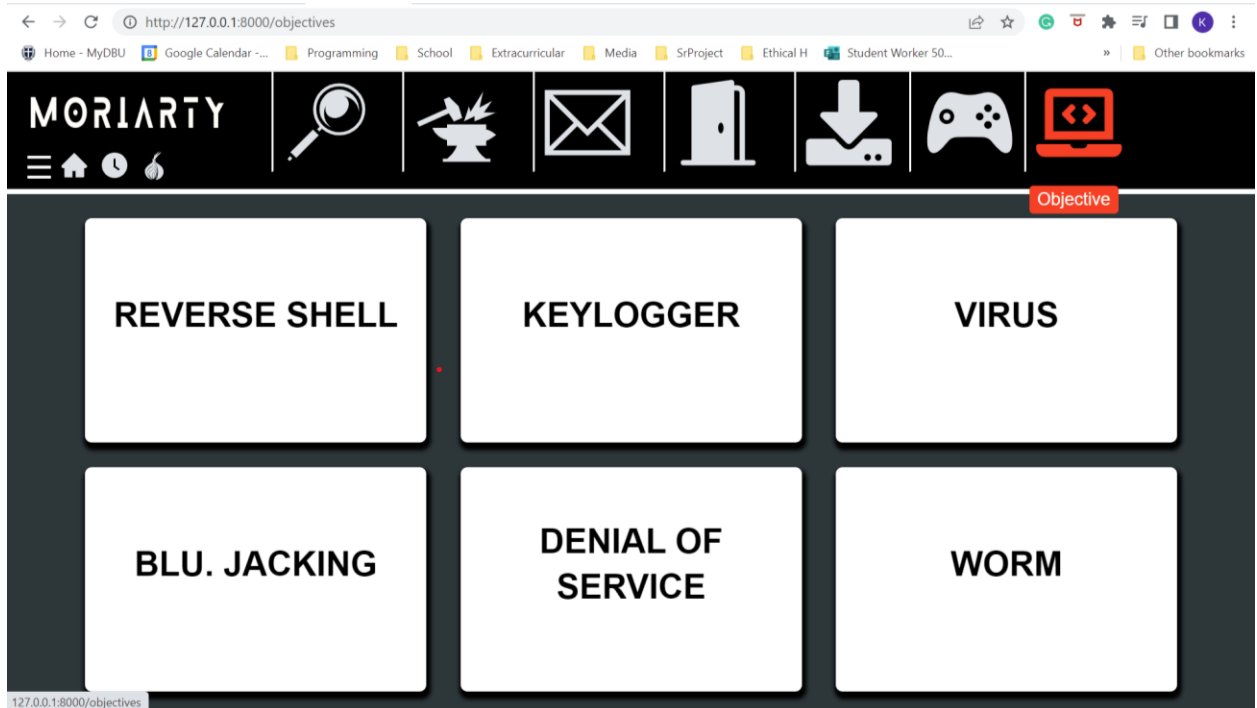 http://127.0.0.1:8000/objectives
Home - MyDBU
8
Google Calendar -...
Programming
School
Extracurricular
Media
SrProject
Ethical H
Student Worker 50...
»
Other bookmarks
K
MORIARTY
Objective
REVERSE SHELL
KEYLOGGER
VIRUS
BLU. JACKING
DENIAL OF
SERVICE
WORM
127.0.0.1:8000/objectives